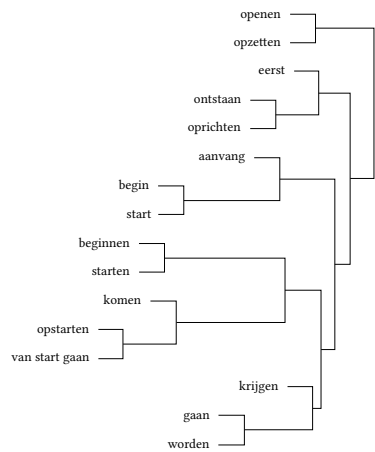 openen
opzetten
eerst
ontstaan
oprichten
aanvang
begin
start
beginnen
starten
komen
opstarten
van start gaan
krijgen
gaan
worden